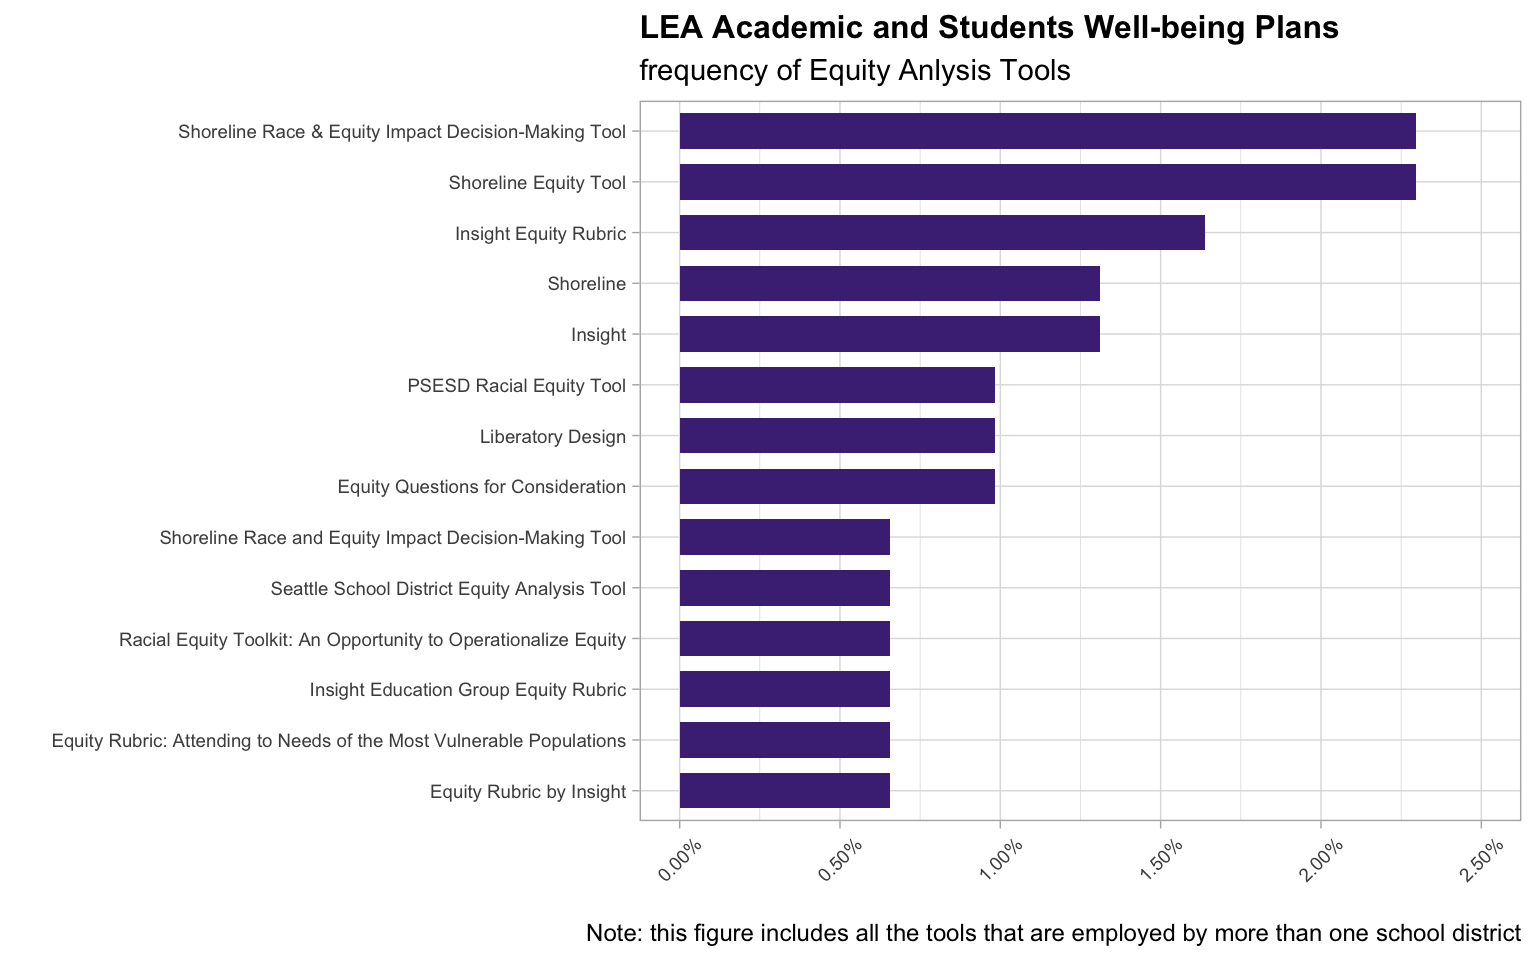 LEA Academic and Students Well-being Plans
frequency of Equity Anlysis Tools
Shoreline Race & Equity Impact Decision-Making Tool
Shoreline Equity Tool
Insight Equity Rubric
Shoreline
Insight
PSESD Racial Equity Tool
Liberatory Design
Equity Questions for Consideration
Shoreline Race and Equity Impact Decision-Making Tool
Seattle School District Equity Analysis Tool
Racial Equity Toolkit: An Opportunity to Operationalize Equity
Insight Education Group Equity Rubric
Equity Rubric: Attending to Needs of the Most Vulnerable Populations
Equity Rubric by Insight
0.00% 0.50% 1.00% 1.50% 2.00% 2.50%
Note: this figure includes all the tools that are employed by more than one school district